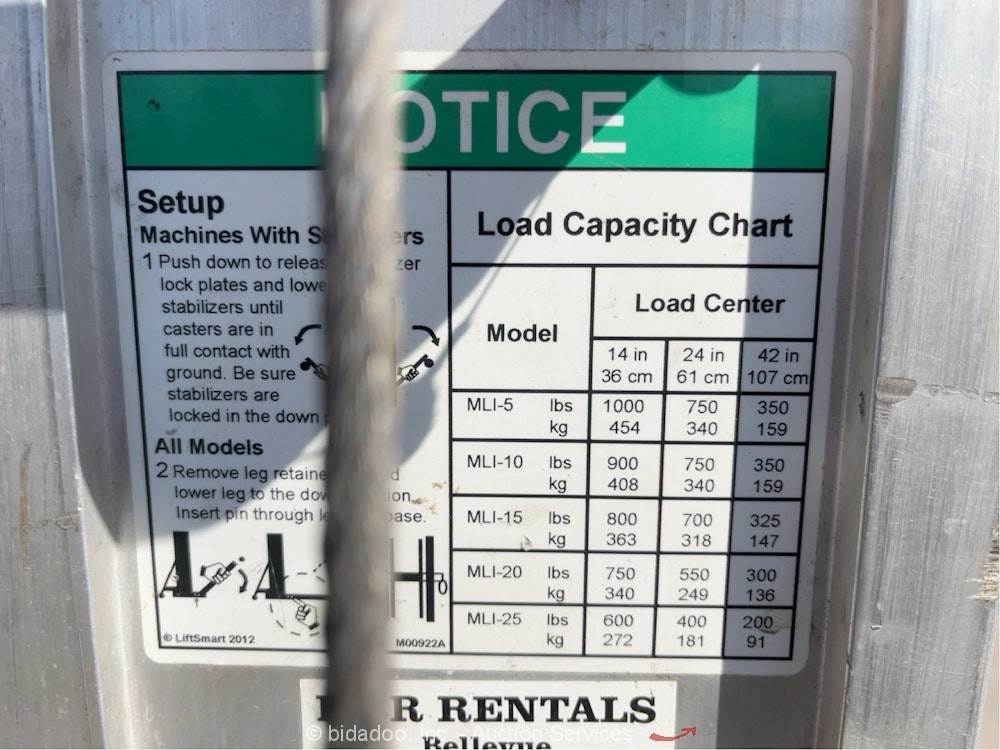 OTICE
Setup
Machines With
1 Push down to
lock plates and
stabilizers until
casters are in
full contact with
ground. Be sure
stabilizers are
locked in the down
All Models
2 Remove leg
lower leg to the
Insert pin through base.
© LiftSmart 2012
M00922A
Load Capacity Chart
Model
Load Center
14 in 24 in 42 in
36 cm 61 cm 107 cm
MLI-5 lbs 1000 750 350
kg 454 340 159
MLI-10 lbs 900 750 350
kg 408 340 159
MLI-15 lbs 800 700 325
kg 363 318 147
MLI-20 lbs 750 550 300
kg 340 249 136
MLI-25 lbs 600 400 200
kg 272 181 91
R RENTALS
Bellevue
© bidadoo, Inc. - Auction Services